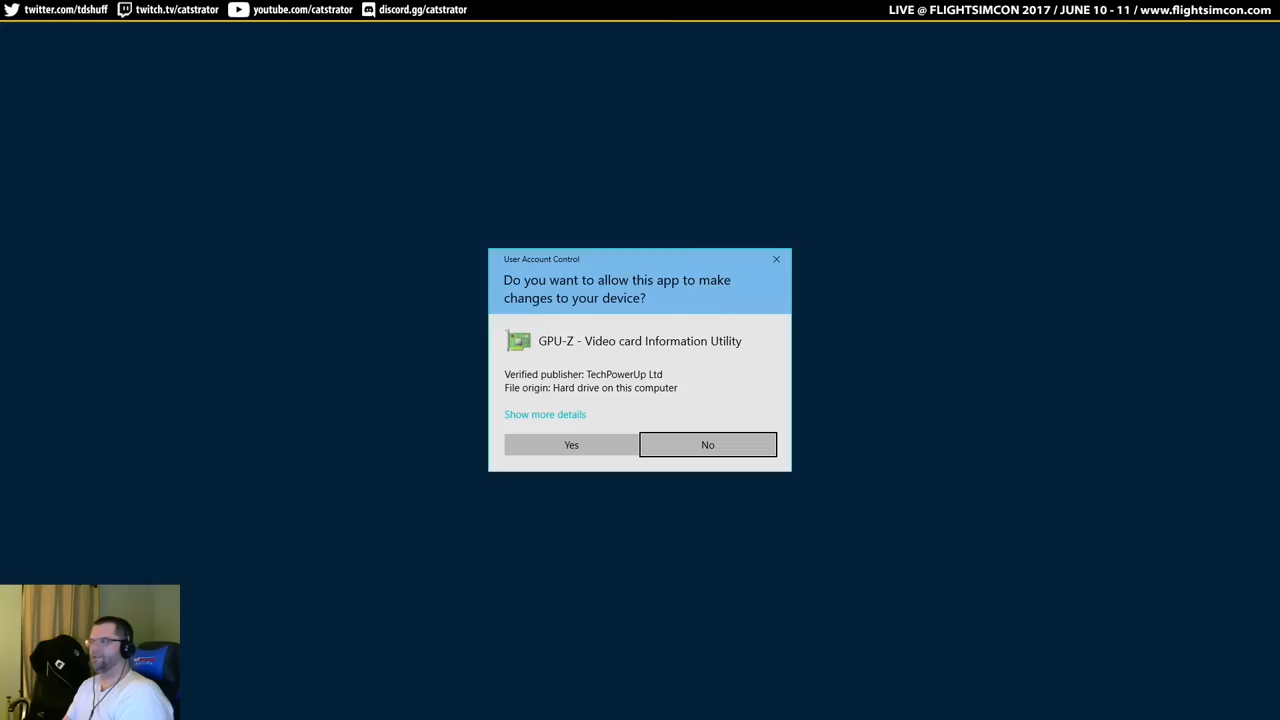 twitter.com/tdshuff twitch.tv/catstrator youtube.com/catstrator discord.gg/catstrator LIVE @ FLIGHTSIMCON 2017 / JUNE 10 - 11 / www.flightsimcon.com
User Account Control
Do you want to allow this app to make
changes to your device?
GPU-Z - Video card Information Utility
Verified publisher: TechPowerUp Ltd
File origin: Hard drive on this computer
Show more details
Yes No